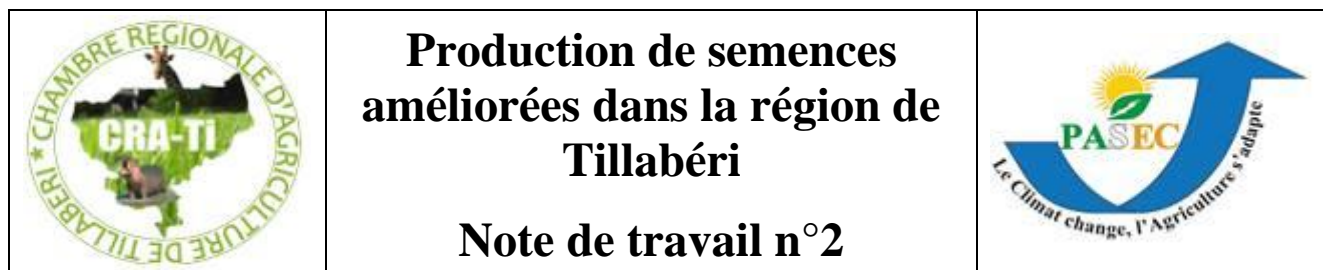 CHAMBRE REGIONALE D'AGRICULTURE DE TILLABERI *
CRA-Ti
Production de semences
améliorées dans la région de
Tillabéri
Note de travail n°2
PASEC
Le Climat change, l'Agriculture s'adapte